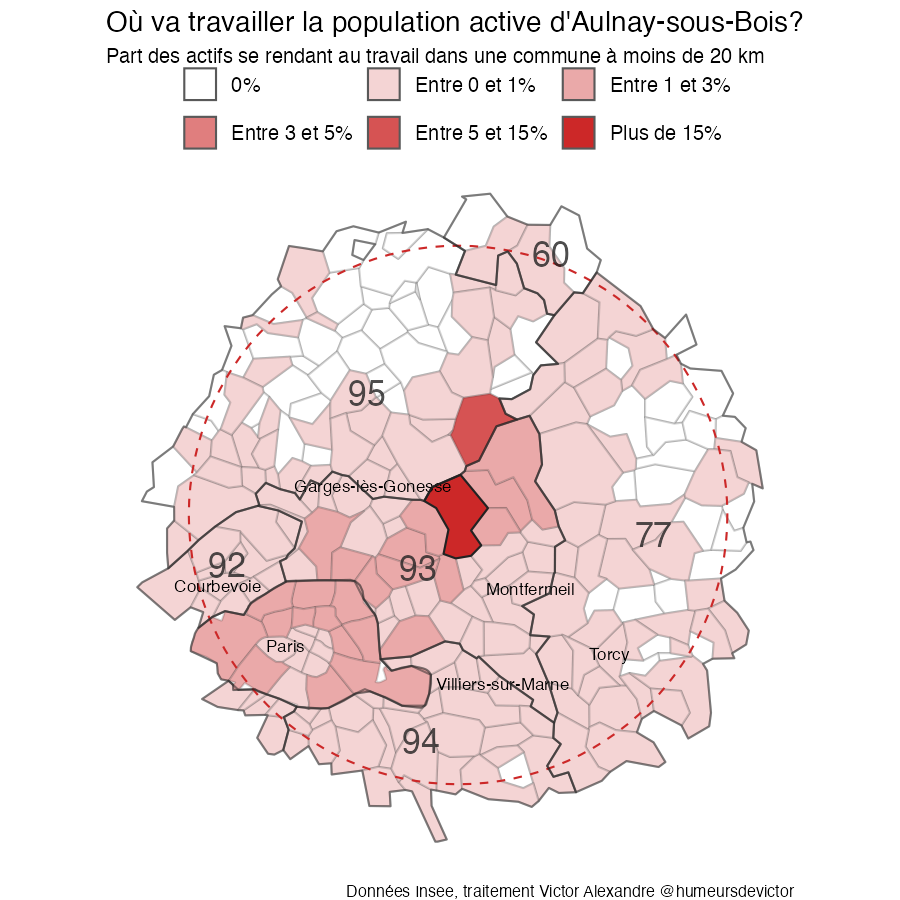 Où va travailler la population active d'Aulnay-sous-Bois?
Part des actifs se rendant au travail dans une commune à moins de 20 km
0% Entre 0 et 1% Entre 1 et 3%
Entre 3 et 5% Entre 5 et 15% Plus de 15%
60
95
Garges-lès-Gonesse
77
92
93
Courbevoie
Montfermeil
Paris
Torcy
Villiers-sur-Marne
94
Données Insee, traitement Victor Alexandre @humeursdevictor